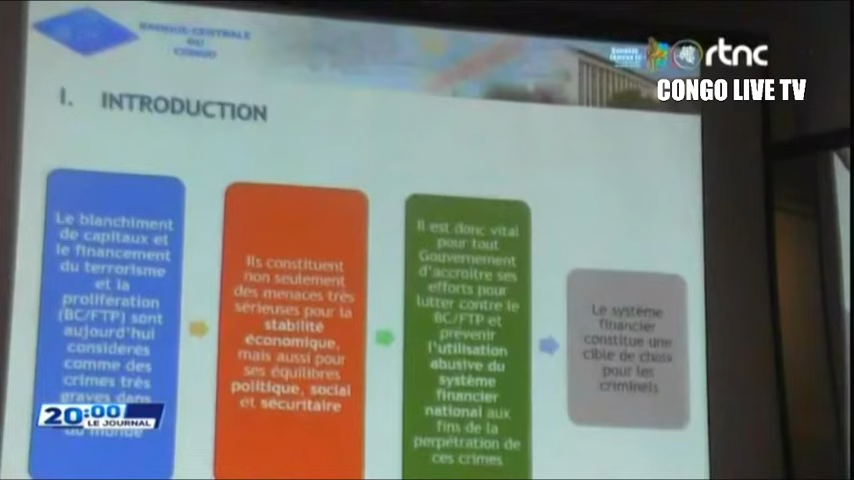 BANQUE CENTRALE
DU
CONGO
rtnc
CONGO LIVE TV
I. INTRODUCTION
Le blanchiment
de capitaux et
le financement
du terrorisme
et la
prolifération
(BC/FTP) sont
aujourd'hui
considérés
comme des
crimes très
graves dans
du monde
Ils constituent
non seulement
des menaces très
sérieuses pour la
stabilité
économique,
mais aussi pour
ses équilibres
politique, social
et sécuritaire
Il est donc vital
pour tout
Gouvernement
d'accroitre ses
efforts pour
lutter contre le
BC/FTP et
prévenir
l'utilisation
abusive du
système
financier
national aux
fins de la
perpétration de
ces crimes
Le système
financier
constitue une
cible de choix
pour les
criminels
20:00
LE JOURNAL